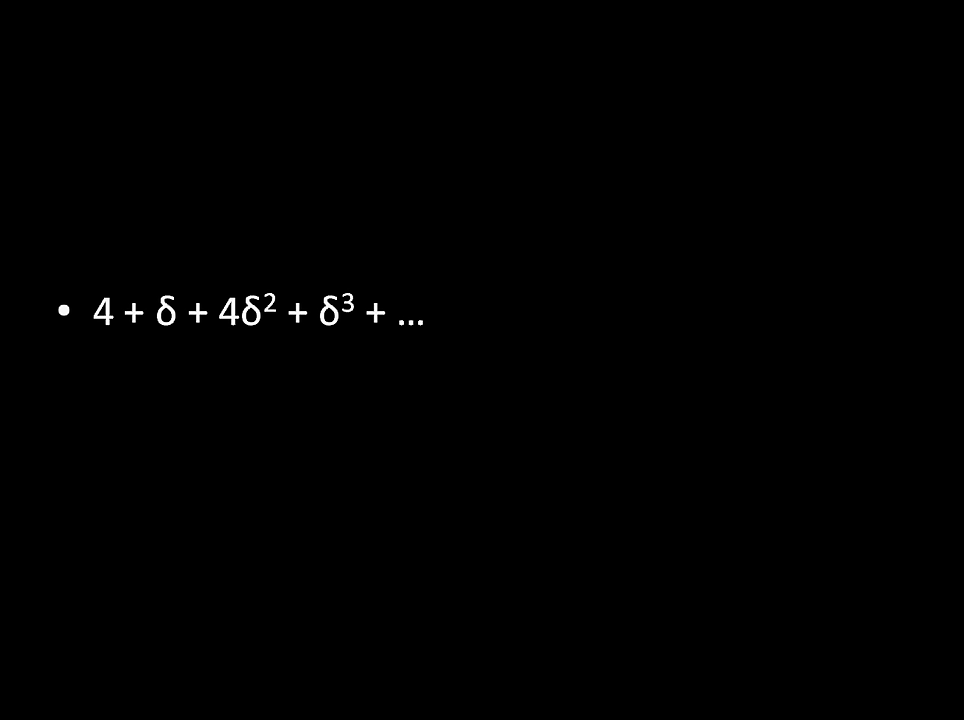 • 4 + δ + 4δ² + δ³ + …